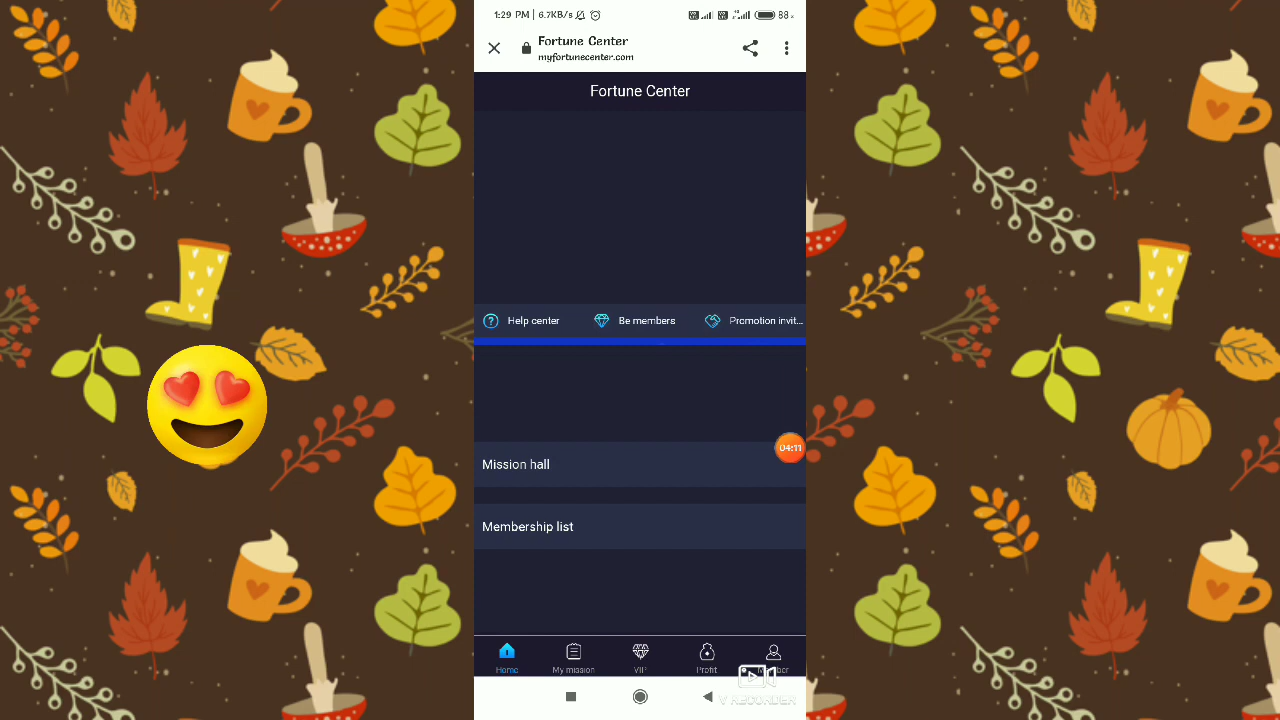 1:29 PM | 6.7KB/s 88
Fortune Center
myfortunecenter.com
Fortune Center
Help center Be members Promotion invit...
04:11
Mission hall
Membership list
Home My mission VIP Profit
V RECORDER